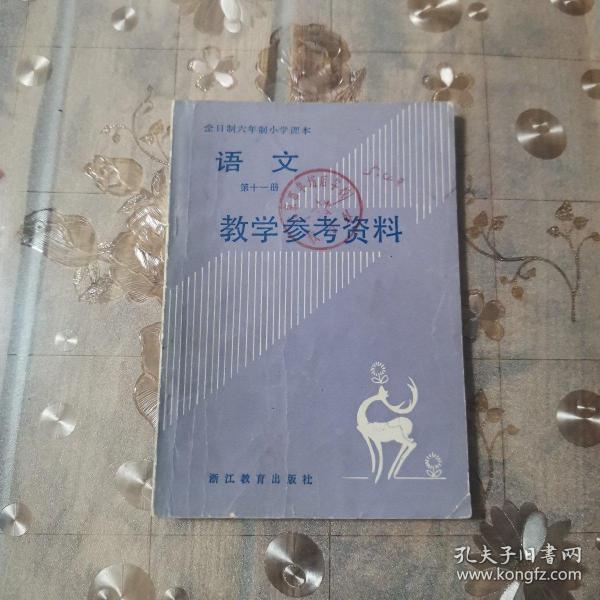 全日制六年制小学课本
语文
第十一册
教学参考资料
浙江教育出版社
孔夫子旧書网
www.kongfz.com